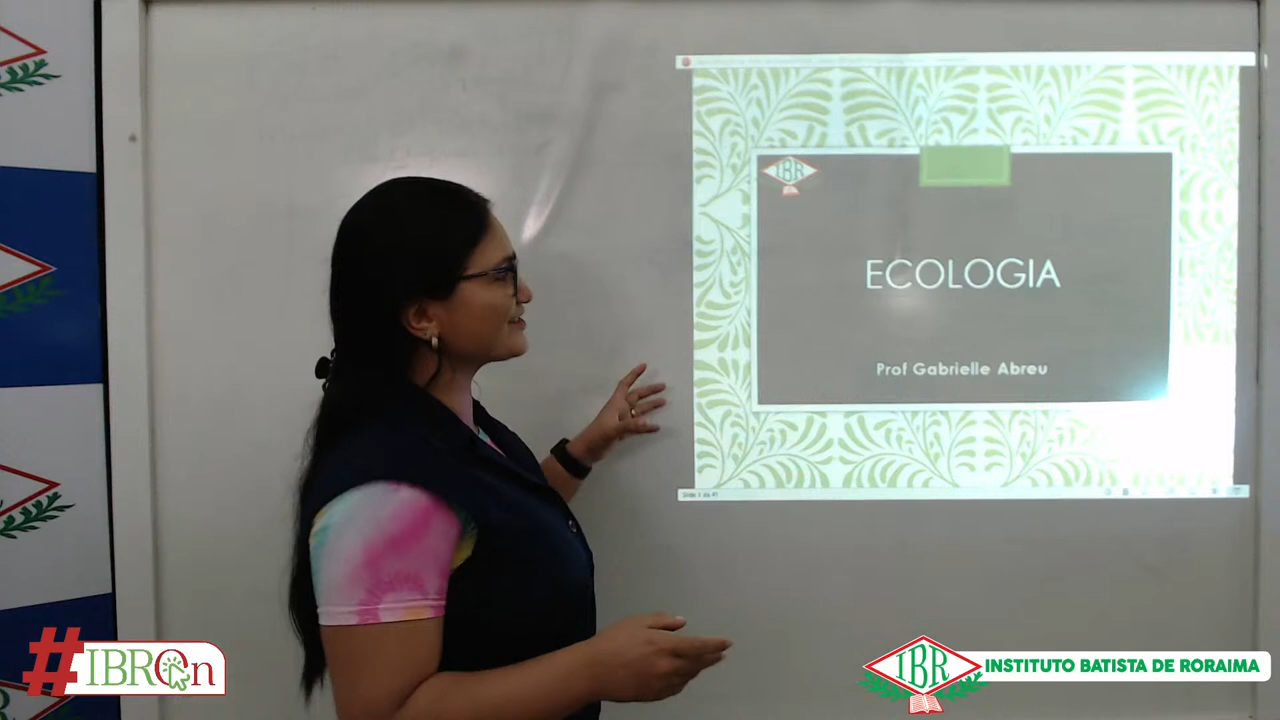 IBR
ECOLOGIA
Prof Gabrielle Abreu
#IBROn
IBR
INSTITUTO BATISTA DE RORAIMA